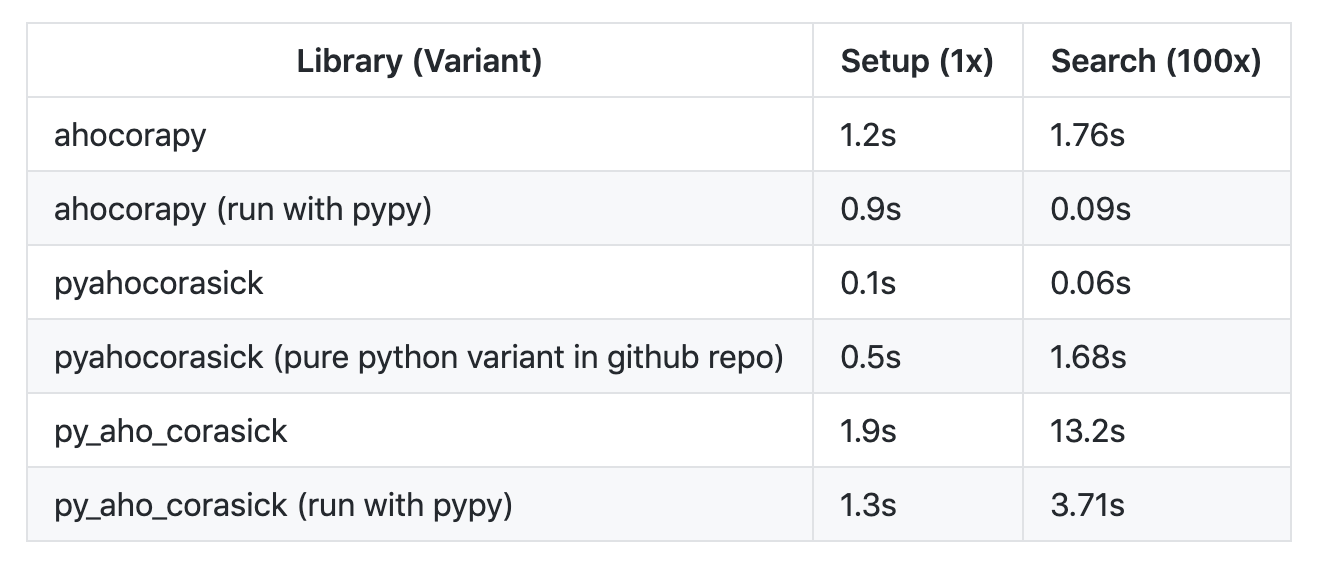 Library (Variant) Setup (1x) Search (100x)
ahocorapy 1.2s 1.76s
ahocorapy (run with pypy) 0.9s 0.09s
pyahocorasick 0.1s 0.06s
pyahocorasick (pure python variant in github repo) 0.5s 1.68s
py_aho_corasick 1.9s 13.2s
py_aho_corasick (run with pypy) 1.3s 3.71s